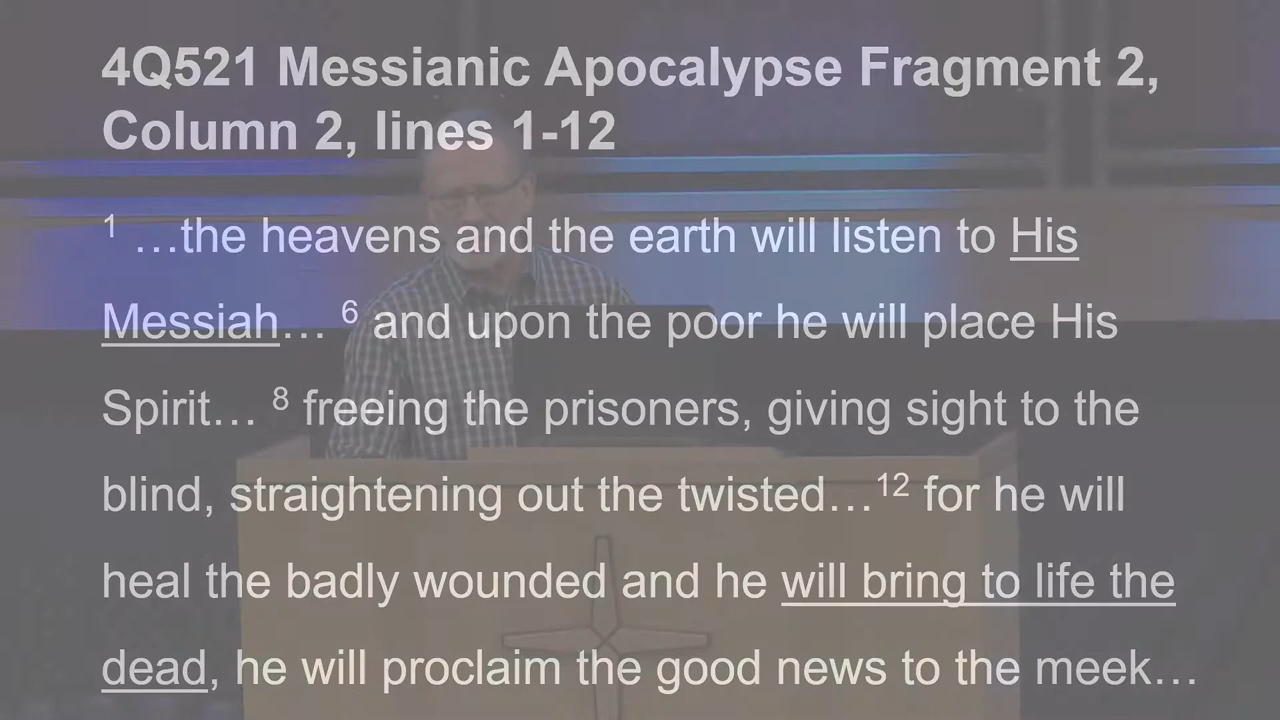 4Q521 Messianic Apocalypse Fragment 2,
Column 2, lines 1-12
1 …the heavens and the earth will listen to His
Messiah… 6 and upon the poor he will place His
Spirit… 8 freeing the prisoners, giving sight to the
blind, straightening out the twisted…12 for he will
heal the badly wounded and he will bring to life the
dead, he will proclaim the good news to the meek…